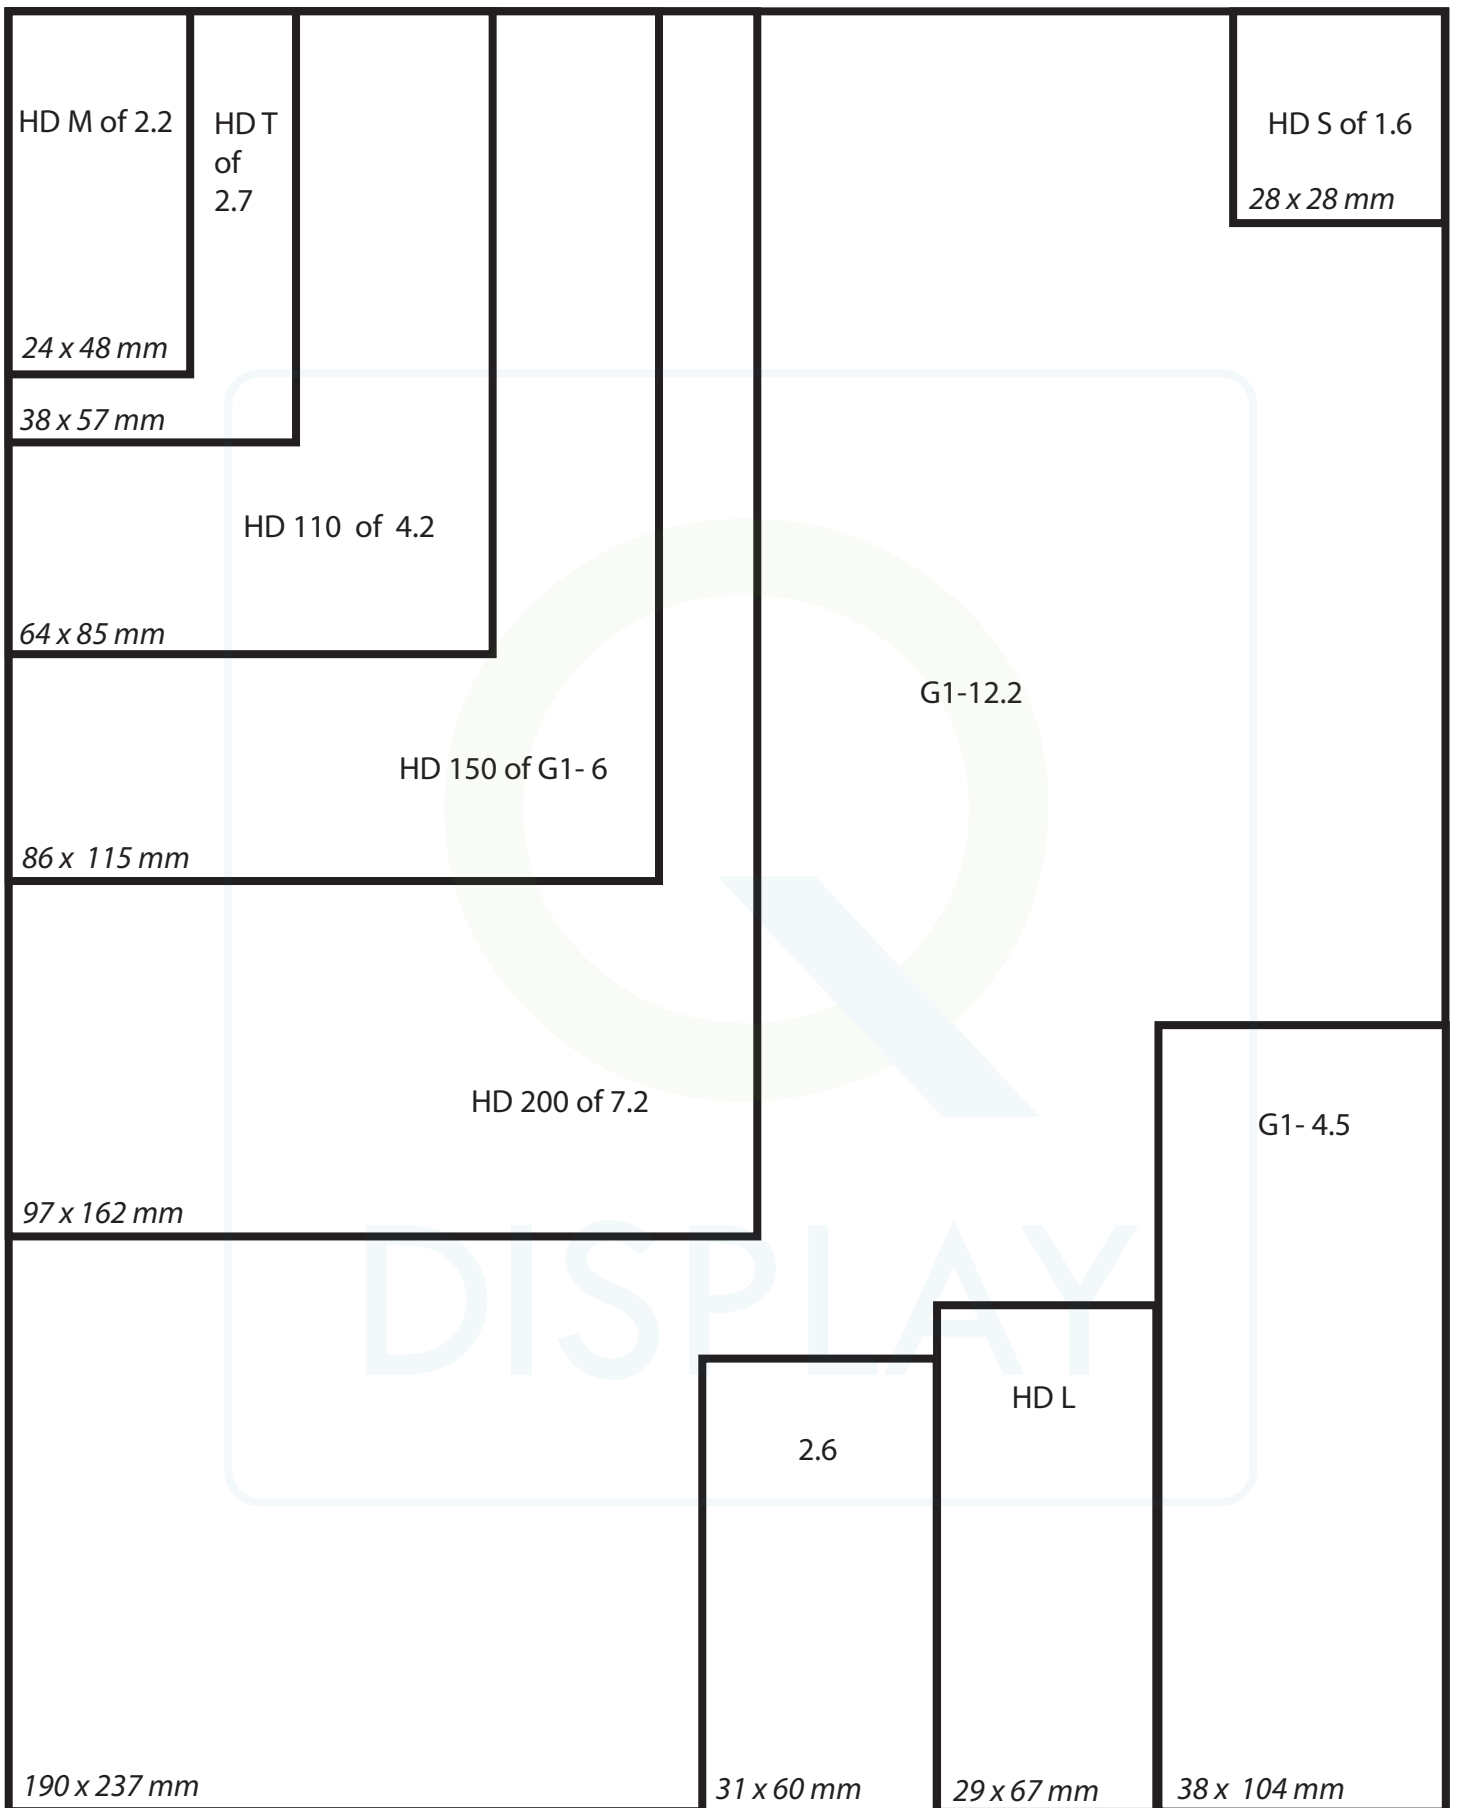 HD M of 2.2
HD T
of
2.7
HD S of 1.6
28 x 28 mm
24 x 48 mm
38 x 57 mm
HD 110  of  4.2
64 x 85 mm
G1-12.2
HD 150 of G1- 6
86 x  115 mm
HD 200 of 7.2
G1- 4.5
97 x 162 mm
DISPLAY
HD L
2.6
190 x 237 mm
31 x 60 mm
29 x 67 mm
38 x  104 mm